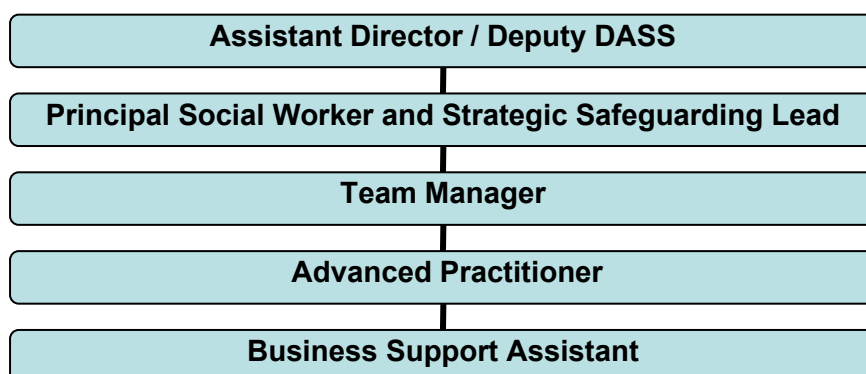 Assistant Director / Deputy DASS
Principal Social Worker and Strategic Safeguarding Lead
Team Manager
Advanced Practitioner
Business Support Assistant